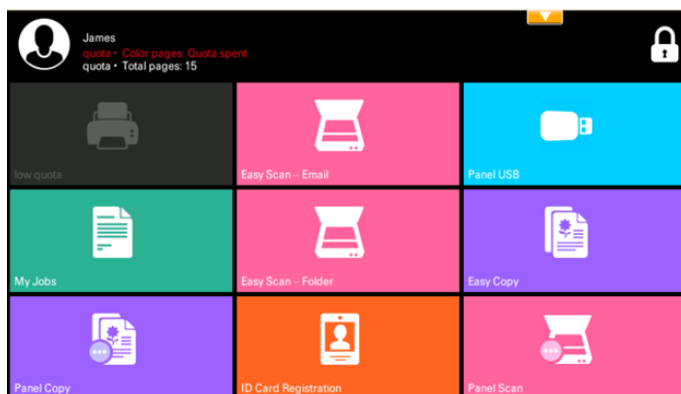 James
quota • Color pages: Quota spent
quota • Total pages: 15
low quota
Easy Scan – Email
Panel USB
My Jobs
Easy Scan – Folder
Easy Copy
Panel Copy
ID Card Registration
Panel Scan